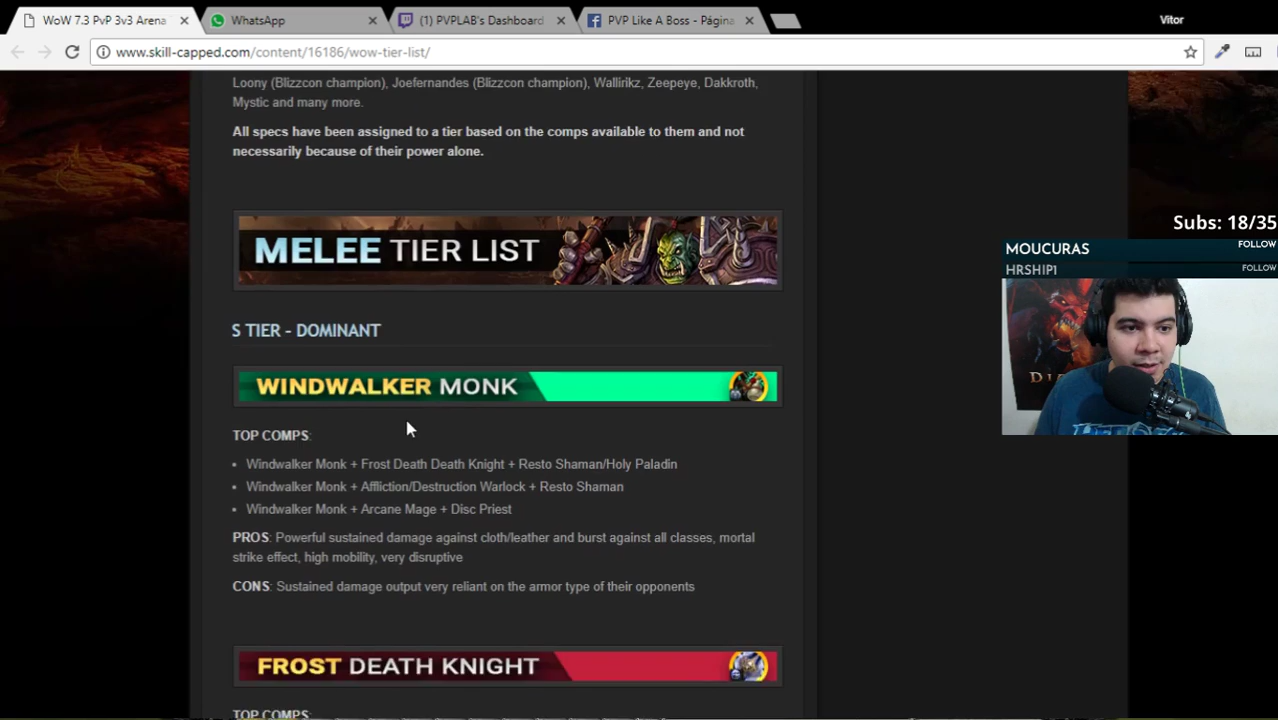 WoW 7.3 PvP 3v3 Arena
WhatsApp
(1) PVPLAB's Dashboard
PVP Like A Boss - Página
Vitor
www.skill-capped.com/content/16186/wow-tier-list/
Loony (Blizzcon champion), Joefernandes (Blizzcon champion), Wallirikz, Zeepeye, Dakkroth,
Mystic and many more.
All specs have been assigned to a tier based on the comps available to them and not
necessarily because of their power alone.
MELEE TIER LIST
Subs: 18/35
MOUCURAS FOLLOW
HRSHIP1 FOLLOW
S TIER - DOMINANT
WINDWALKER MONK
TOP COMPS:
• Windwalker Monk + Frost Death Death Knight + Resto Shaman/Holy Paladin
• Windwalker Monk + Affliction/Destruction Warlock + Resto Shaman
• Windwalker Monk + Arcane Mage + Disc Priest
PROS: Powerful sustained damage against cloth/leather and burst against all classes, mortal
strike effect, high mobility, very disruptive
CONS: Sustained damage output very reliant on the armor type of their opponents
FROST DEATH KNIGHT
TOP COMPS: